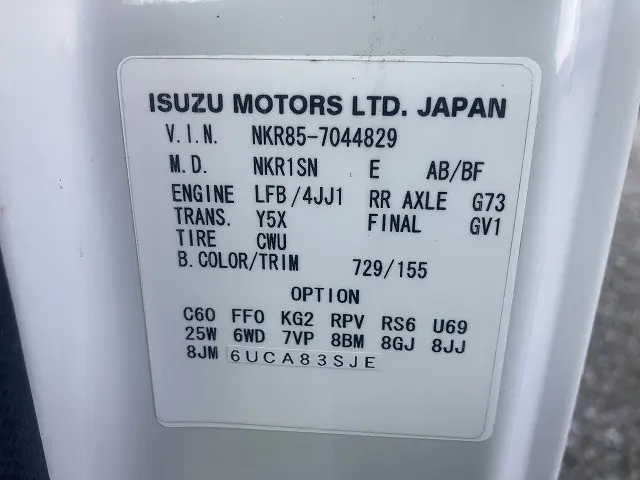 ISUZU MOTORS LTD. JAPAN
V.I.N. NKR85-7044829
M.D. NKR1SN E AB/BF
ENGINE LFB/4JJ1 RR AXLE G73
TRANS. Y5X FINAL GV1
TIRE CWU
B.COLOR/TRIM 729/155
OPTION
C60 FF0 KG2 RPV RS6 U69
25W 6WD 7VP 8BM 8GJ 8JJ
8JM 6UCA83SJE